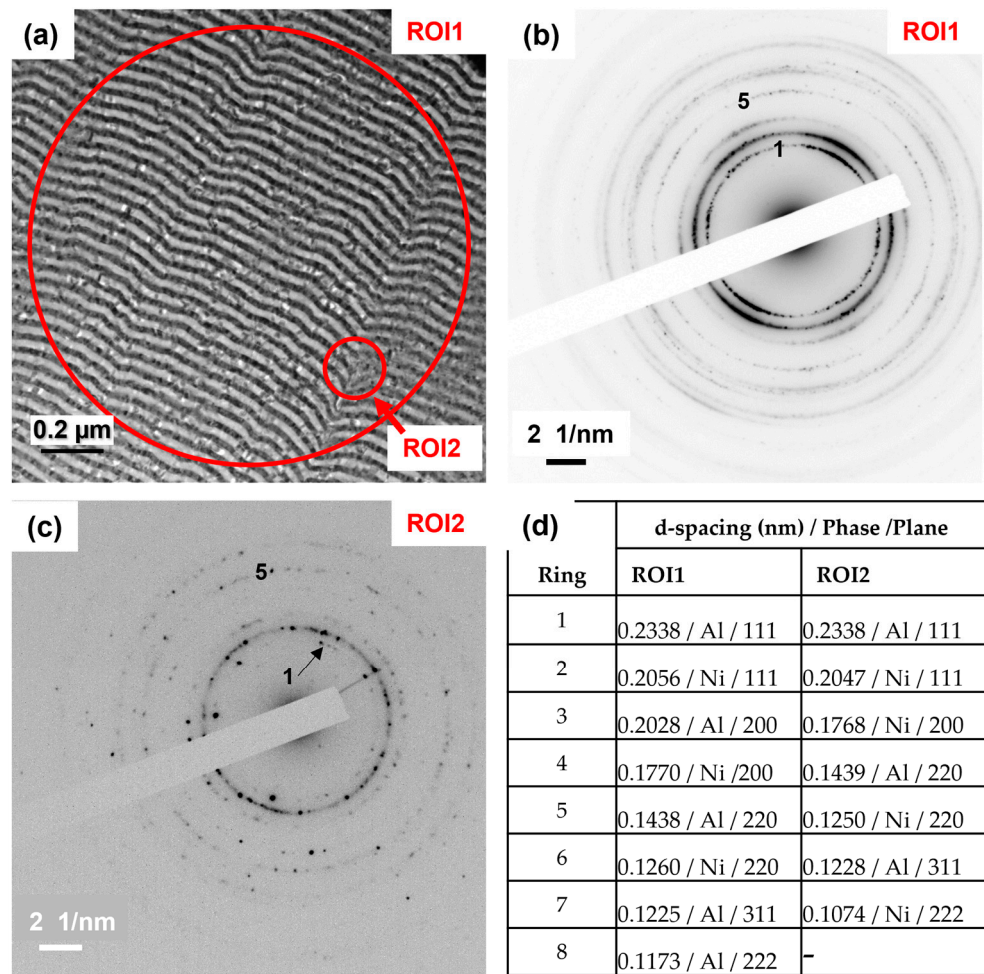 (a) ROI1
0.2 µm
ROI2
(b) ROI1
5
1
2 1/nm
(c) ROI2
5
1
2 1/nm
(d) d-spacing (nm) / Phase /Plane
Ring ROI1 ROI2
1 0.2338 / Al / 111 0.2338 / Al / 111
2 0.2056 / Ni / 111 0.2047 / Ni / 111
3 0.2028 / Al / 200 0.1768 / Ni / 200
4 0.1770 / Ni /200 0.1439 / Al / 220
5 0.1438 / Al / 220 0.1250 / Ni / 220
6 0.1260 / Ni / 220 0.1228 / Al / 311
7 0.1225 / Al / 311 0.1074 / Ni / 222
8 0.1173 / Al / 222 -